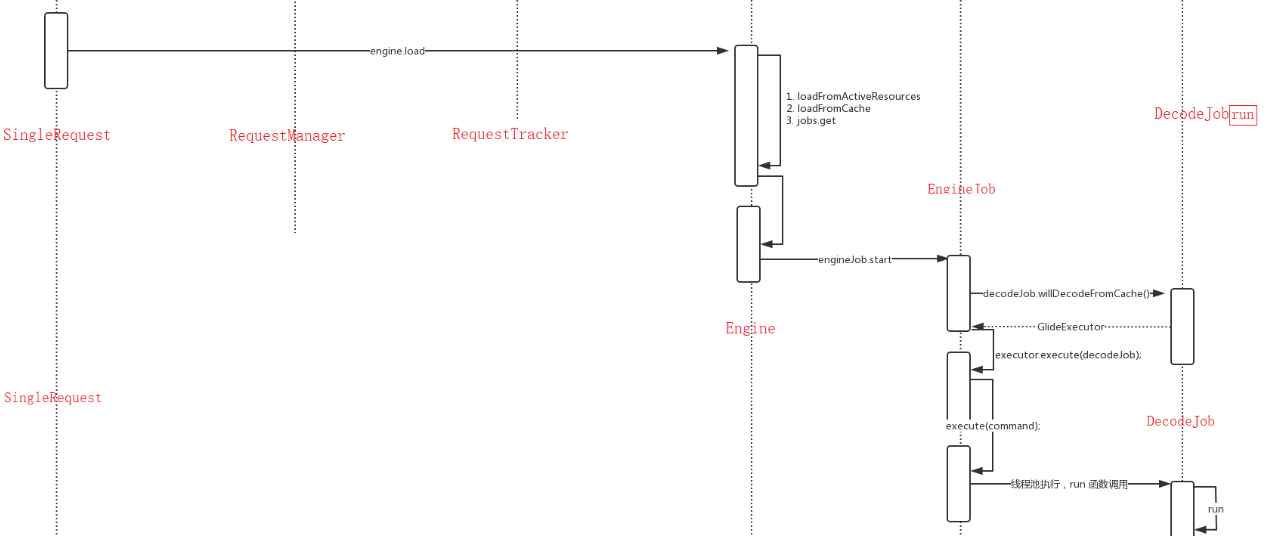 engine.load
1. loadFromActiveResources
2. loadFromCache
3. jobs.get
DecodeJob run
SingleRequest
RequestManager
RequestTracker
EngineJob
engineJob.start
decodeJob.willDecodeFromCache()
GlideExecutor
Engine
executor.execute(decodeJob);
SingleRequest
DecodeJob
execute(command);
线程池执行，run 函数调用
run